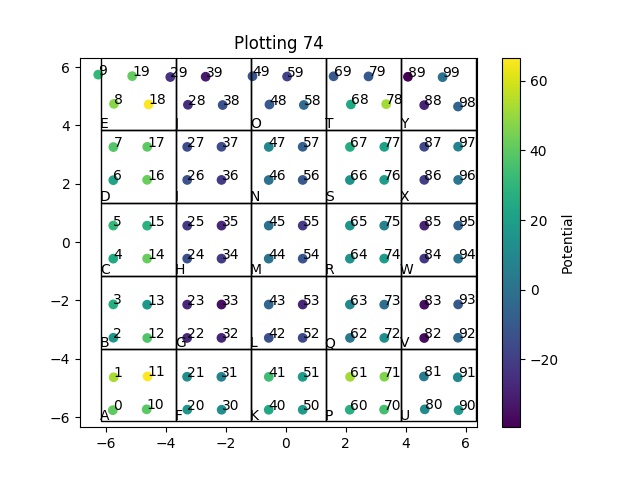 Plotting 74
6
9 19 29 39 49 59 69 79 89 99
8 18 28 38 48 58 68 78 88 98
4
E I O T Y
7 17 27 37 47 57 67 77 87 97
6 16 26 36 46 56 66 76 86 96
2
D I N S X
5 15 25 35 45 55 65 75 85 95
0
4 14 24 34 44 54 64 74 84 94
C H M R W
−2
3 13 23 33 43 53 63 73 83 93
2 12 22 32 42 52 62 72 82 92
B G L Q V
−4
1 11 21 31 41 51 61 71 81 91
0 10 20 30 40 50 60 70 80 90
A F K P U
−6
−6 −4 −2 0 2 4 6
60
40
20
0
−20
Potential